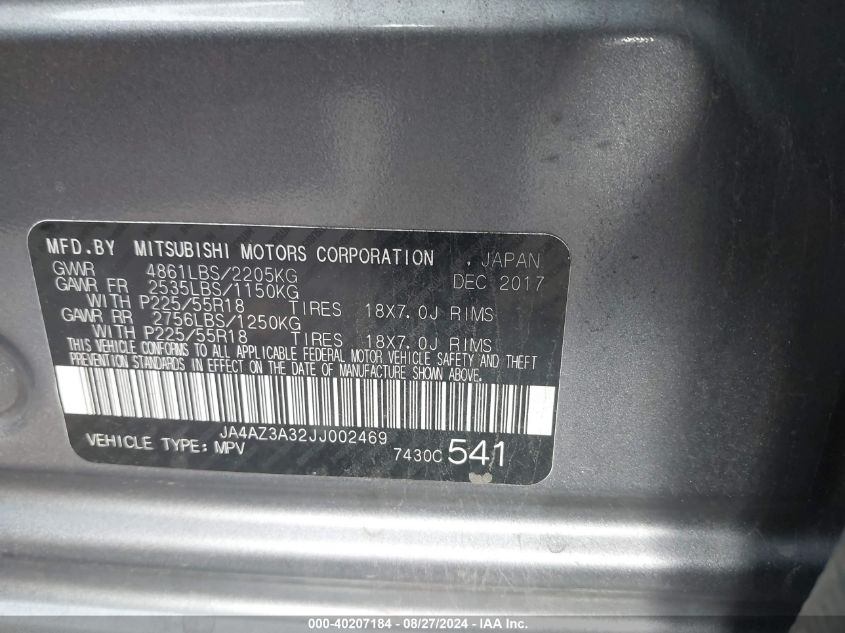 MFD.BY MITSUBISHI MOTORS CORPORATION , JAPAN
GVWR 4861LBS/2205KG DEC 2017
GAWR FR 2535LBS/1150KG
WITH P225/55R18 TIRES 18X7.0J RIMS
GAWR RR 2756LBS/1250KG
WITH P225/55R18 TIRES 18X7.0J RIMS
THIS VEHICLE CONFORMS TO ALL APPLICABLE FEDERAL MOTOR VEHICLE SAFETY AND THEFT
PREVENTION STANDARDS IN EFFECT ON THE DATE OF MANUFACTURE SHOWN ABOVE.
JA4AZ3A32JJ002469
VEHICLE TYPE: MPV 7430C 541
000-40207184 - 08/27/2024 - IAA Inc.